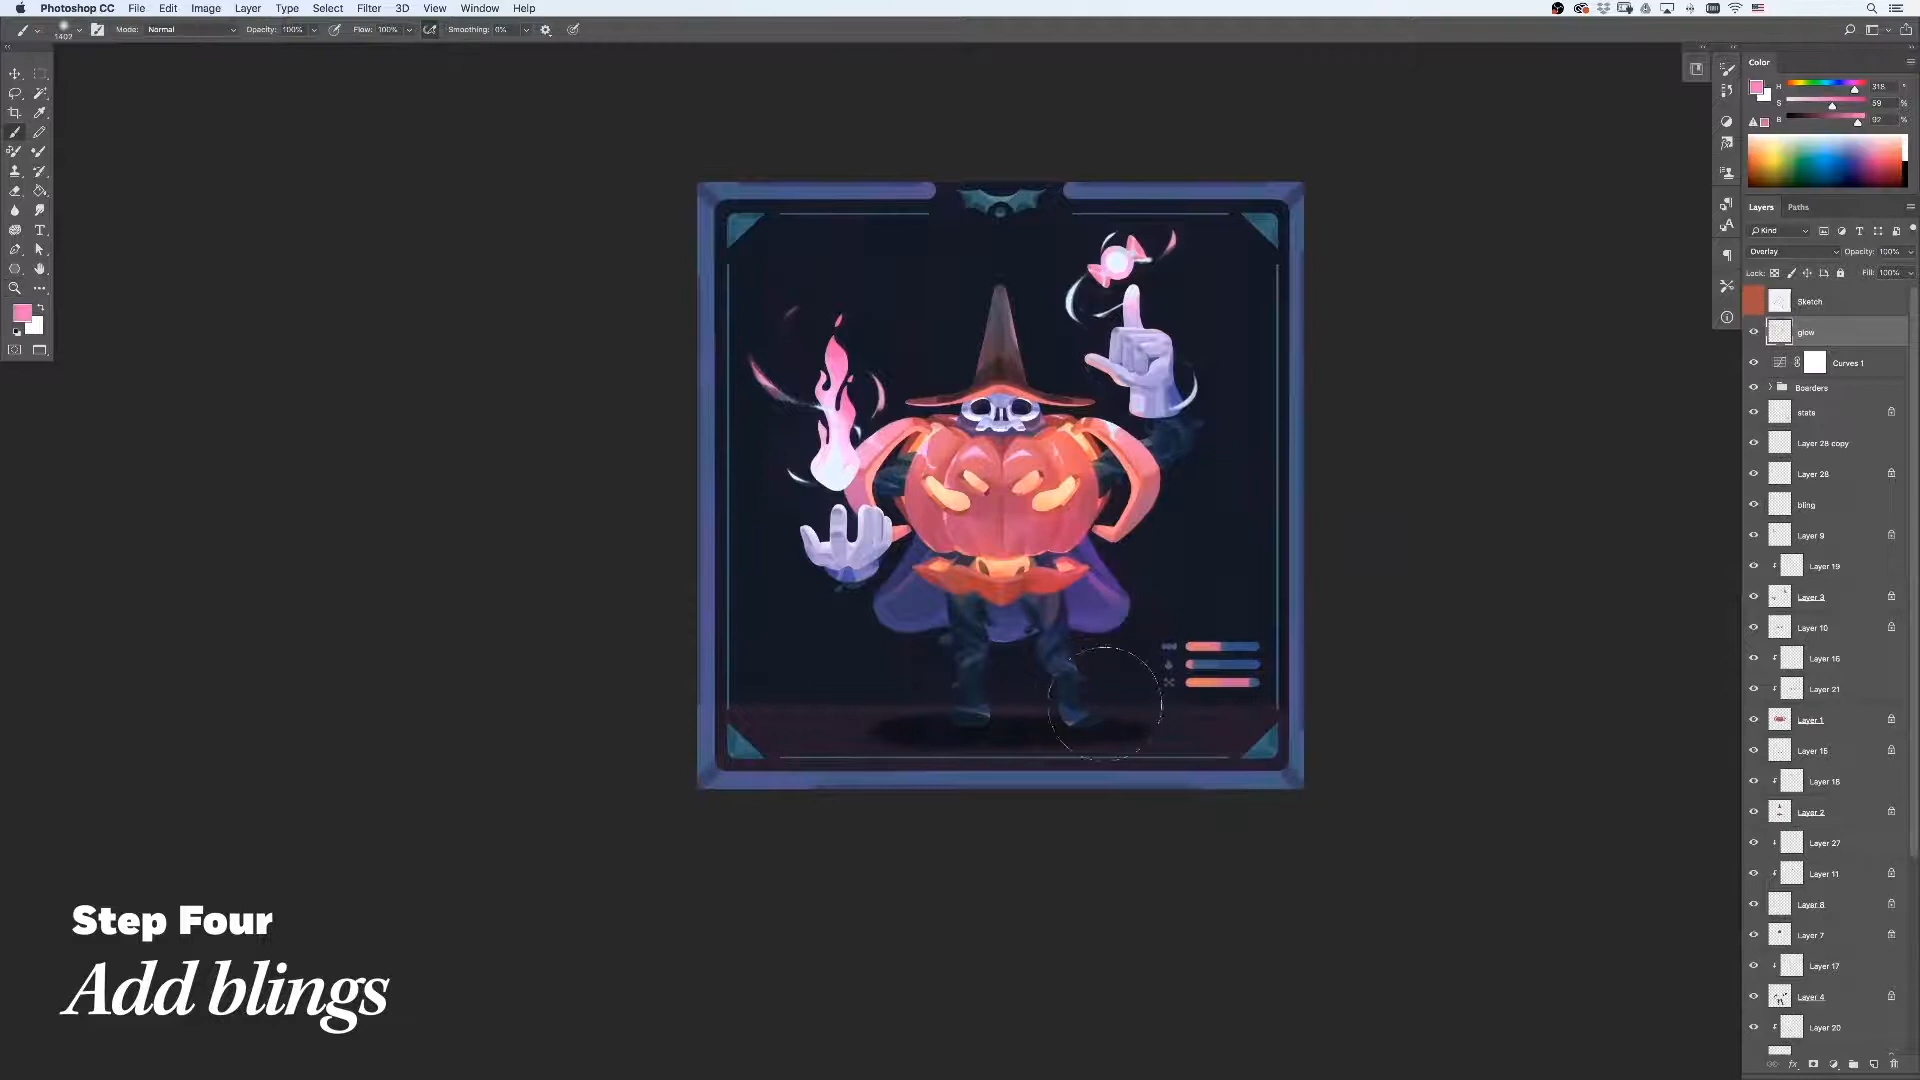 Photoshop CC File Edit Image Layer Type Select Filter 3D View Window Help
1402 Mode: Normal Opacity: 100% Flow: 100% Smoothing: 0%
Color
H 318 °
S 59 %
B 92 %
Layers Paths
Kind
Overlay Opacity: 100%
Lock: Fill: 100%
Sketch
glow
Curves 1
Boarders
stats
Layer 28 copy
Layer 28
bling
Layer 9
Layer 19
Layer 3
Layer 10
Layer 16
Layer 21
Layer 1
Layer 15
Layer 18
Layer 2
Layer 27
Layer 11
Layer 8
Layer 7
Layer 17
Layer 4
Layer 20
Step Four
Add blings